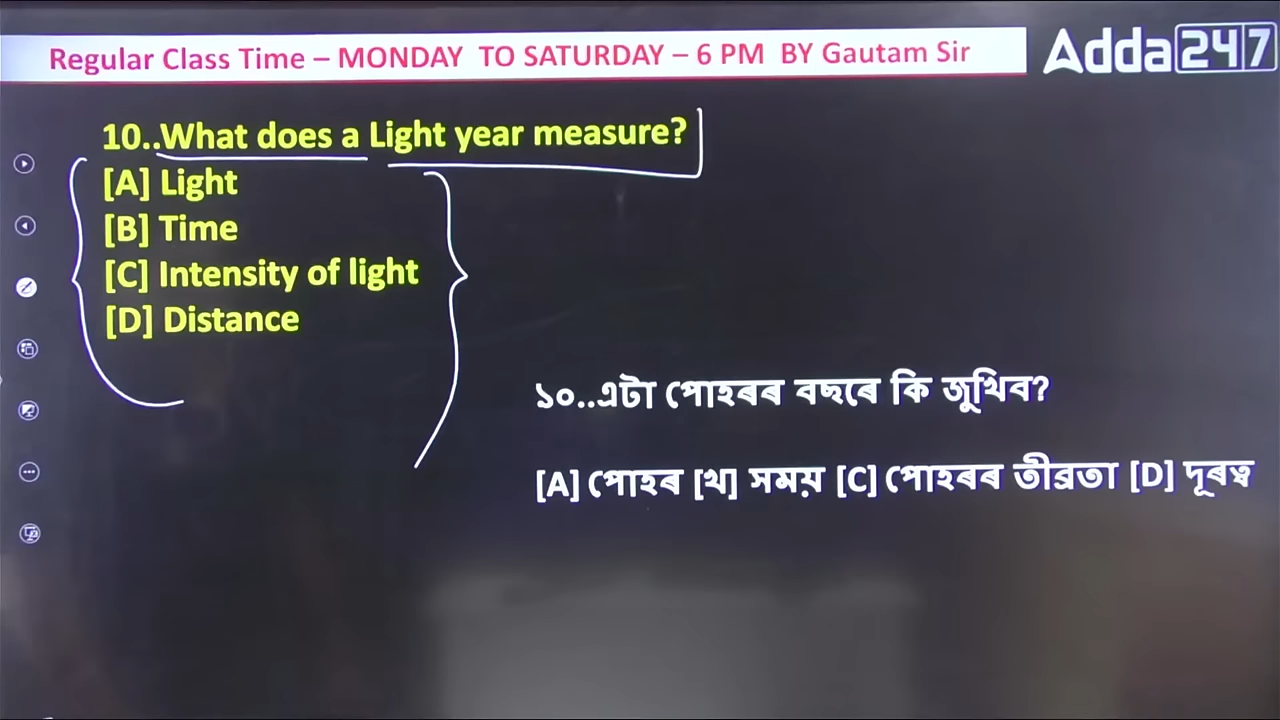 Regular Class Time – MONDAY TO SATURDAY – 6 PM BY Gautam Sir
Adda247
10..What does a Light year measure?
[A] Light
[B] Time
[C] Intensity of light
[D] Distance
১০..এটা পোহৰৰ বছৰে কি জুখিব?
[A] পোহৰ [খ] সময় [C] পোহৰৰ তীব্ৰতা [D] দূৰত্ব